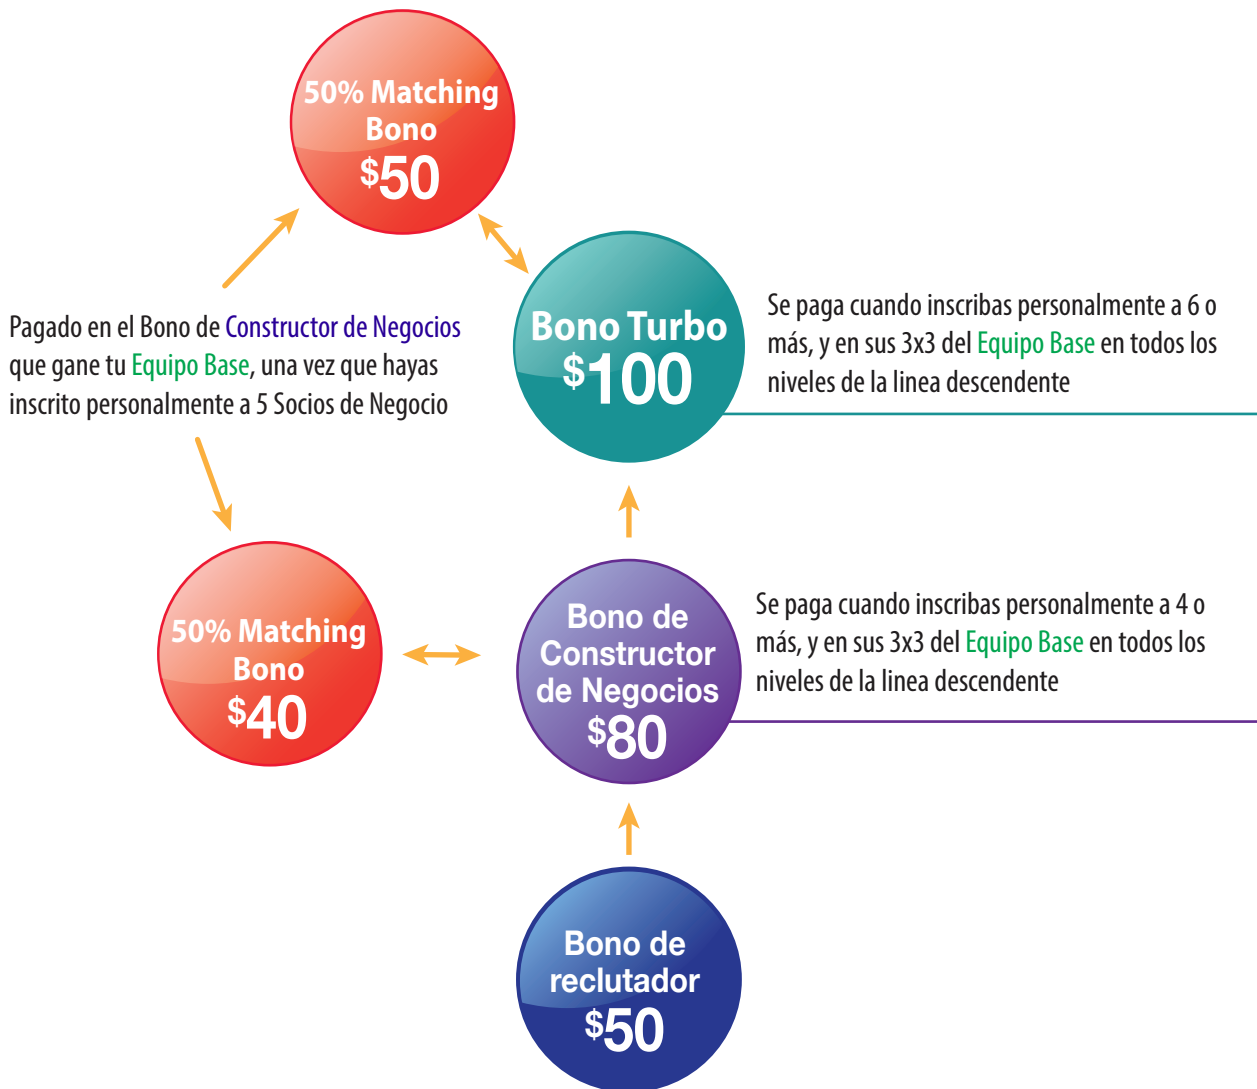 50% Matching
Bono
$50
Bono Turbo
$100
Se paga cuando inscribas personalmente a 6 o
más, y en sus 3x3 del Equipo Base en todos los
niveles de la linea descendente
Pagado en el Bono de Constructor de Negocios
que gane tu Equipo Base, una vez que hayas
inscrito personalmente a 5 Socios de Negocio
50% Matching
Bono
$40
Bono de
Constructor
de Negocios
$80
Se paga cuando inscribas personalmente a 4 o
más, y en sus 3x3 del Equipo Base en todos los
niveles de la linea descendente
Bono de
reclutador
$50